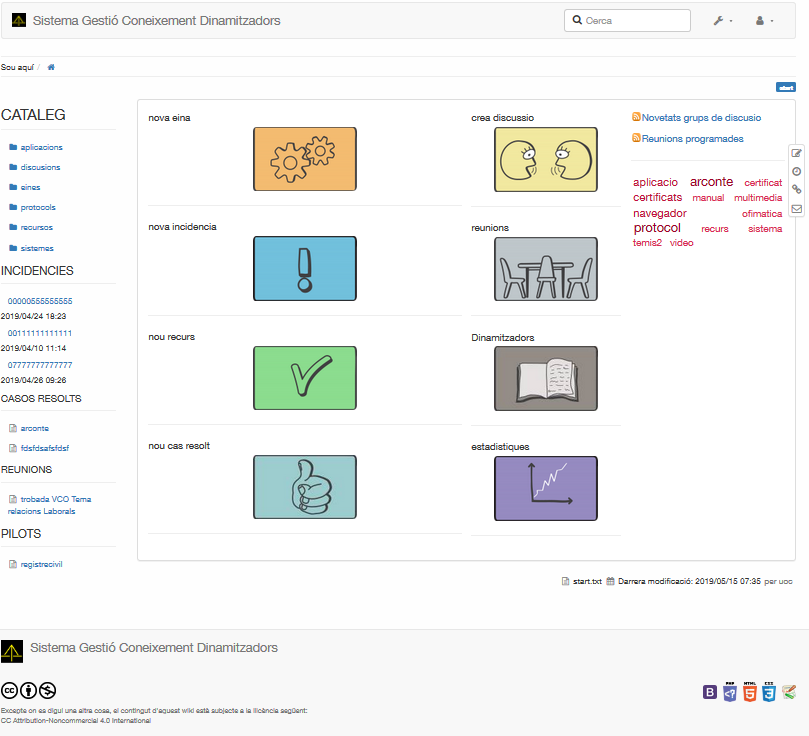 Sistema Gestió Coneixement Dinamitzadors
Cerca
Sou aquí /
start
CATALEG
aplicacions
discusions
eines
protocols
recursos
sistemes
INCIDENCIES
00000555555555
2019/04/24 18:23
00111111111111
2019/04/10 11:14
07777777777777
2019/04/26 09:26
CASOS RESOLTS
arconte
fdsfdsafsfdsf
REUNIONS
trobada VCO Tema
relacions Laborals
PILOTS
registrecivil
nova eina
nova incidencia
nou recurs
nou cas resolt
crea discussio
reunions
Dinamitzadors
estadistiques
Novetats grups de discusio
Reunions programades
aplicacio arconte certificat
certificats manual multimedia
navegador ofimatica
protocol recurs sistema
temis2 video
start.txt Darrera modificació: 2019/05/15 07:35 per uoc
Sistema Gestió Coneixement Dinamitzadors
CC
B PHP HTML 5 CSS 3
Excepte on es digui una altra cosa, el contingut d'aquest wiki està subjecte a la llicència següent:
CC Attribution-Noncommercial 4.0 International